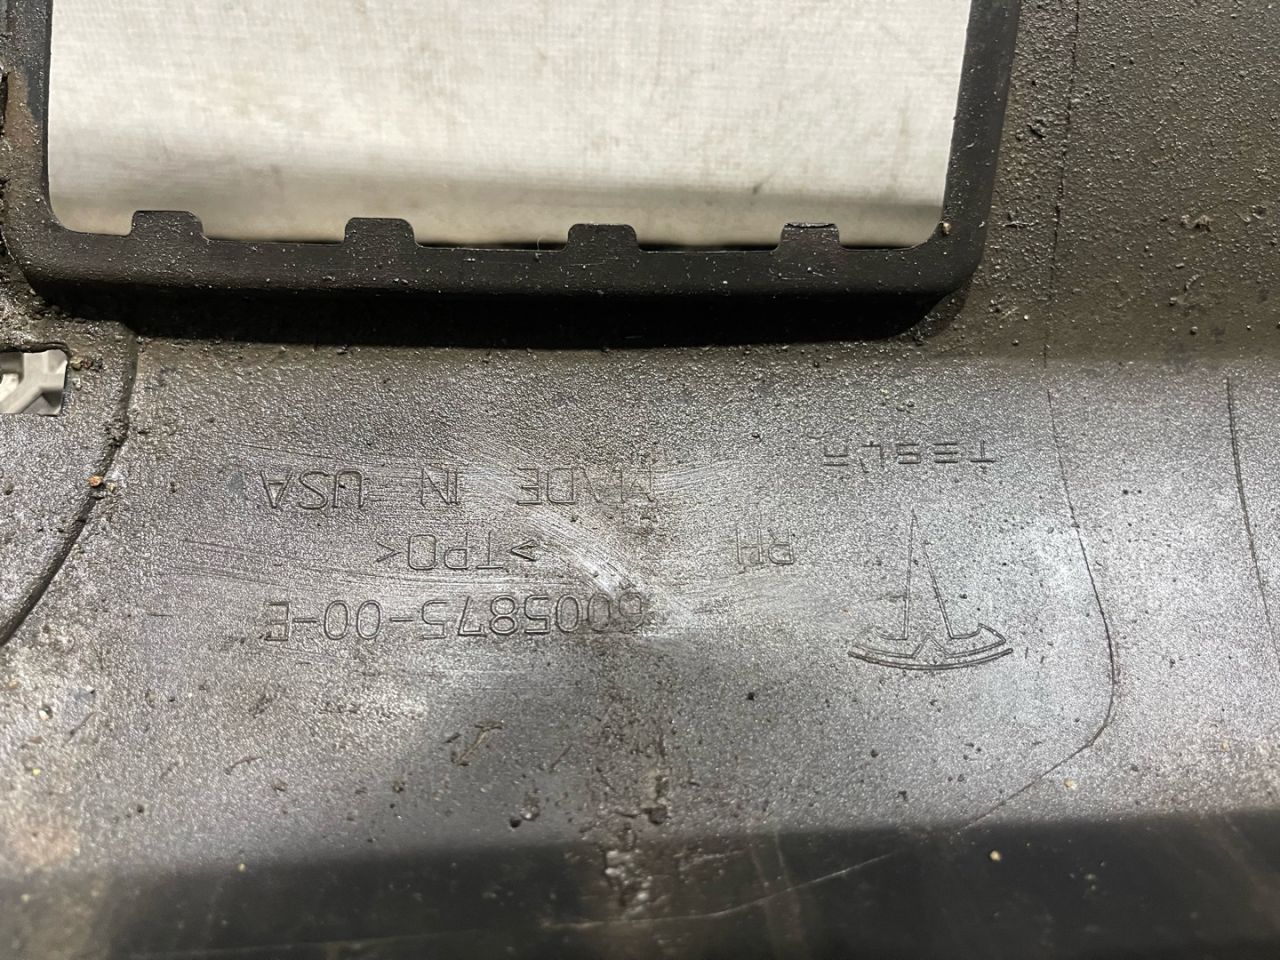 6005875-00-E
RH >TPO<
MADE IN USA
TESLA